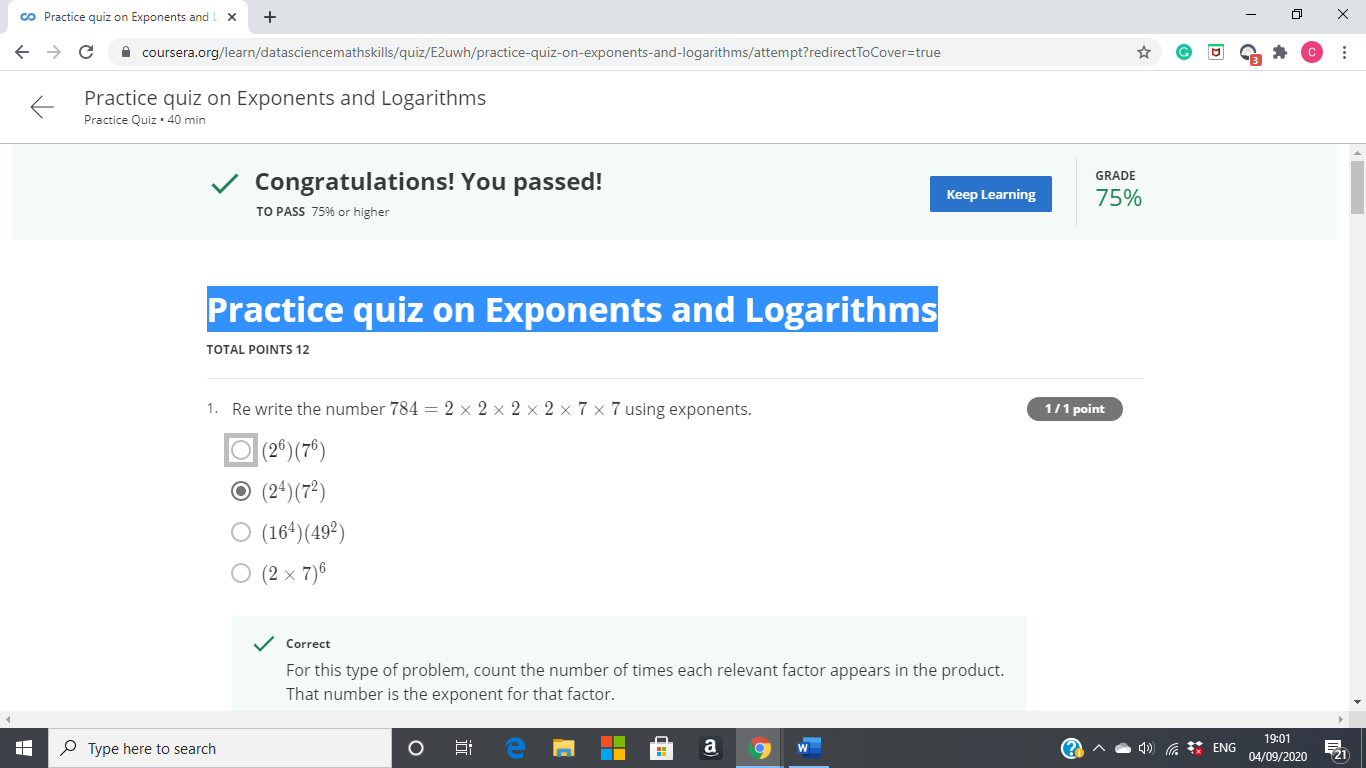 Practice quiz on Exponents and L
coursera.org/learn/datasciencemathskills/quiz/E2uwh/practice-quiz-on-exponents-and-logarithms/attempt?redirectToCover=true
3
C
Practice quiz on Exponents and Logarithms
Practice Quiz • 40 min
Congratulations! You passed!
TO PASS 75% or higher
Keep Learning
GRADE
75%
Practice quiz on Exponents and Logarithms
TOTAL POINTS 12
1. Re write the number 784 = 2 × 2 × 2 × 2 × 7 × 7 using exponents.
1 / 1 point
(2⁶)(7⁶)
(2⁴)(7²)
(16⁴)(49²)
(2 × 7)⁶
Correct
For this type of problem, count the number of times each relevant factor appears in the product.
That number is the exponent for that factor.
Type here to search
ENG
19:01
04/09/2020
21